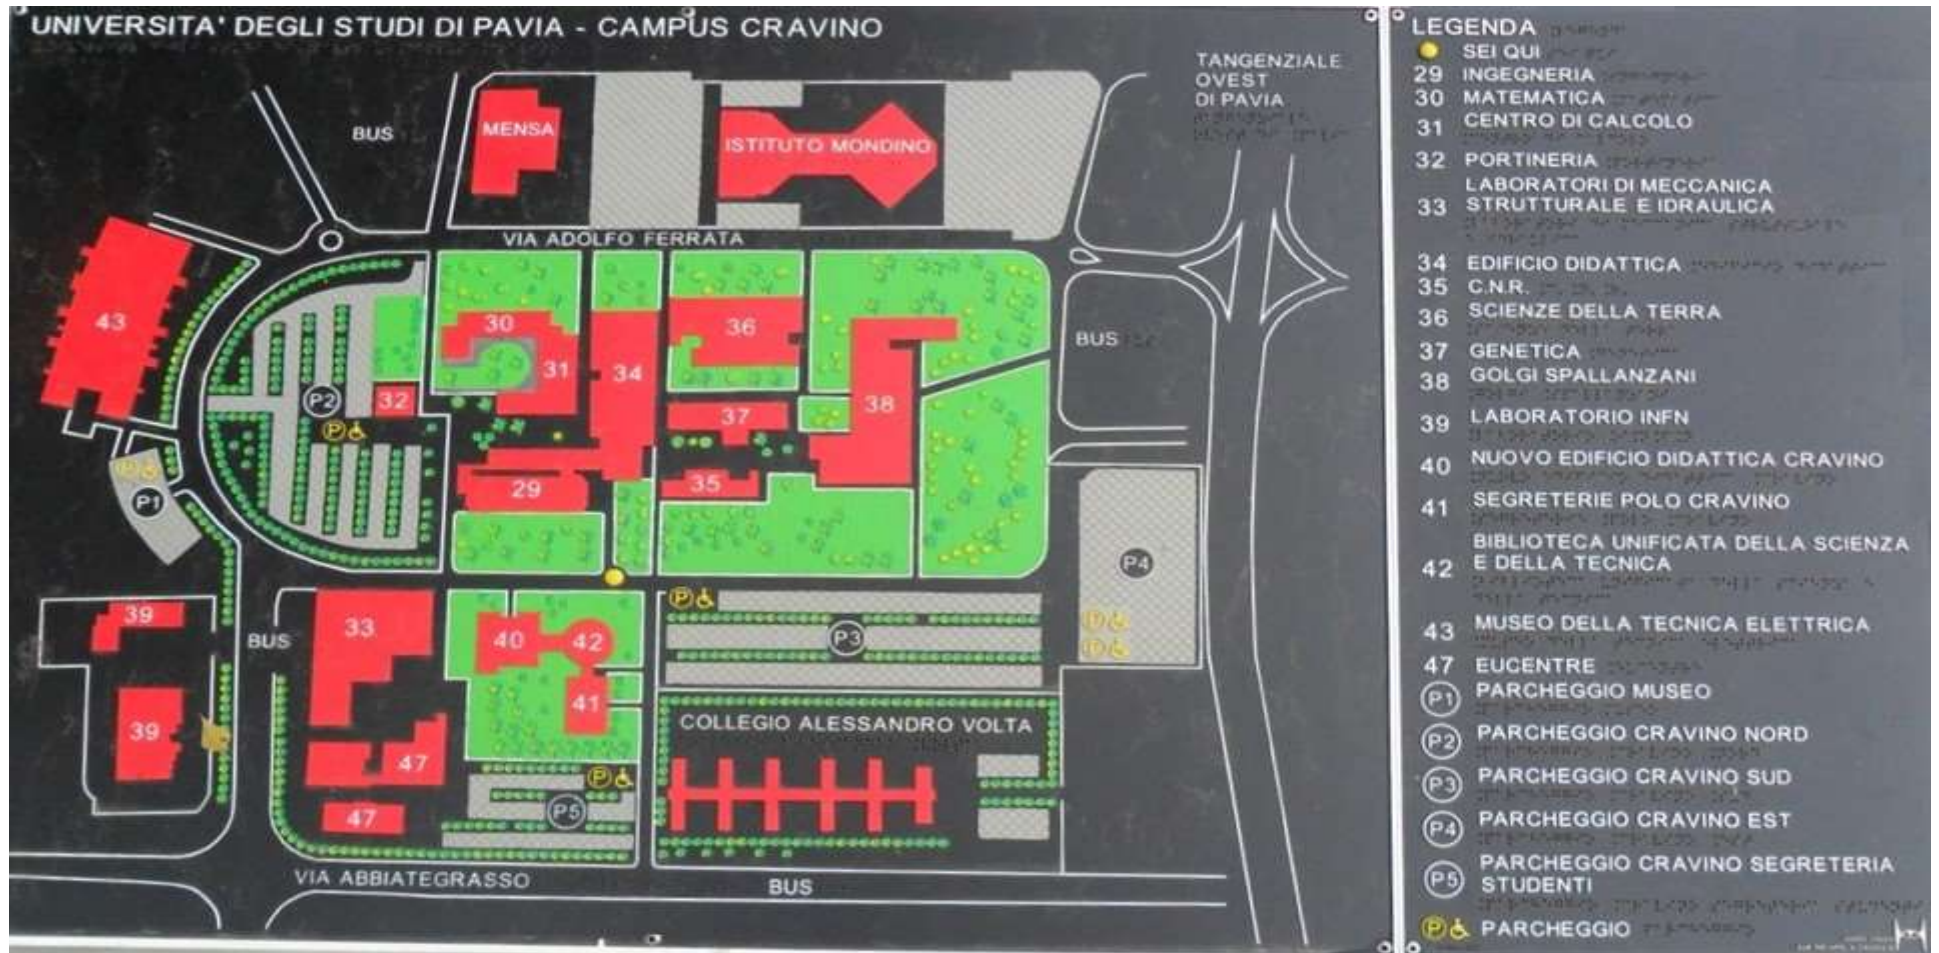 UNIVERSITA' DEGLI STUDI DI PAVIA - CAMPUS CRAVINO
TANGENZIALE
OVEST
DI PAVIA
BUS
MENSA
ISTITUTO MONDINO
VIA ADOLFO FERRATA
43
30
31
34
36
BUS
P2
32
37
38
P
P
P1
29
35
P4
39
BUS
33
40
42
P
P3
P
P
41
COLLEGIO ALESSANDRO VOLTA
39
47
P
P5
47
VIA ABBIATEGRASSO
BUS
LEGENDA
SEI QUI
29 INGEGNERIA
30 MATEMATICA
31 CENTRO DI CALCOLO
32 PORTINERIA
LABORATORI DI MECCANICA
33 STRUTTURALE E IDRAULICA
34 EDIFICIO DIDATTICA
35 C.N.R.
36 SCIENZE DELLA TERRA
37 GENETICA
38 GOLGI SPALLANZANI
39 LABORATORIO INFN
40 NUOVO EDIFICIO DIDATTICA CRAVINO
41 SEGRETERIE POLO CRAVINO
BIBLIOTECA UNIFICATA DELLA SCIENZA
42 E DELLA TECNICA
43 MUSEO DELLA TECNICA ELETTRICA
47 EUCENTRE
P1 PARCHEGGIO MUSEO
P2 PARCHEGGIO CRAVINO NORD
P3 PARCHEGGIO CRAVINO SUD
P4 PARCHEGGIO CRAVINO EST
P5 PARCHEGGIO CRAVINO SEGRETERIA
STUDENTI
P PARCHEGGIO